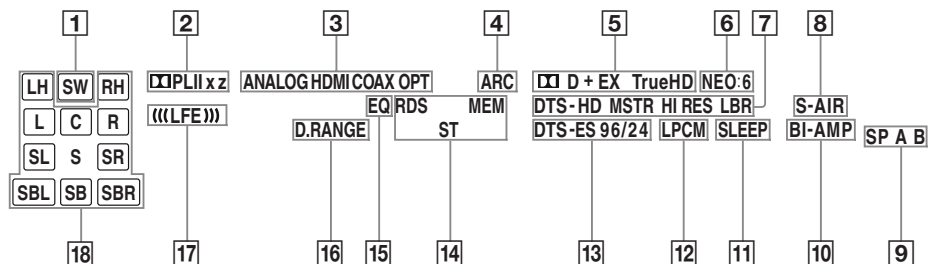 1 2 3 4 5 6 7 8
LH SW RH PLII x z ANALOG HDMI COAX OPT ARC D + EX TrueHD NEO:6
L C R (((LFE))) EQ RDS MEM DTS-HD MSTR HI RES LBR S-AIR
D.RANGE ST DTS-ES 96/24 LPCM SLEEP BI-AMP SP A B
SL S SR
SBL SB SBR
18 17 16 15 14 13 12 11 10 9